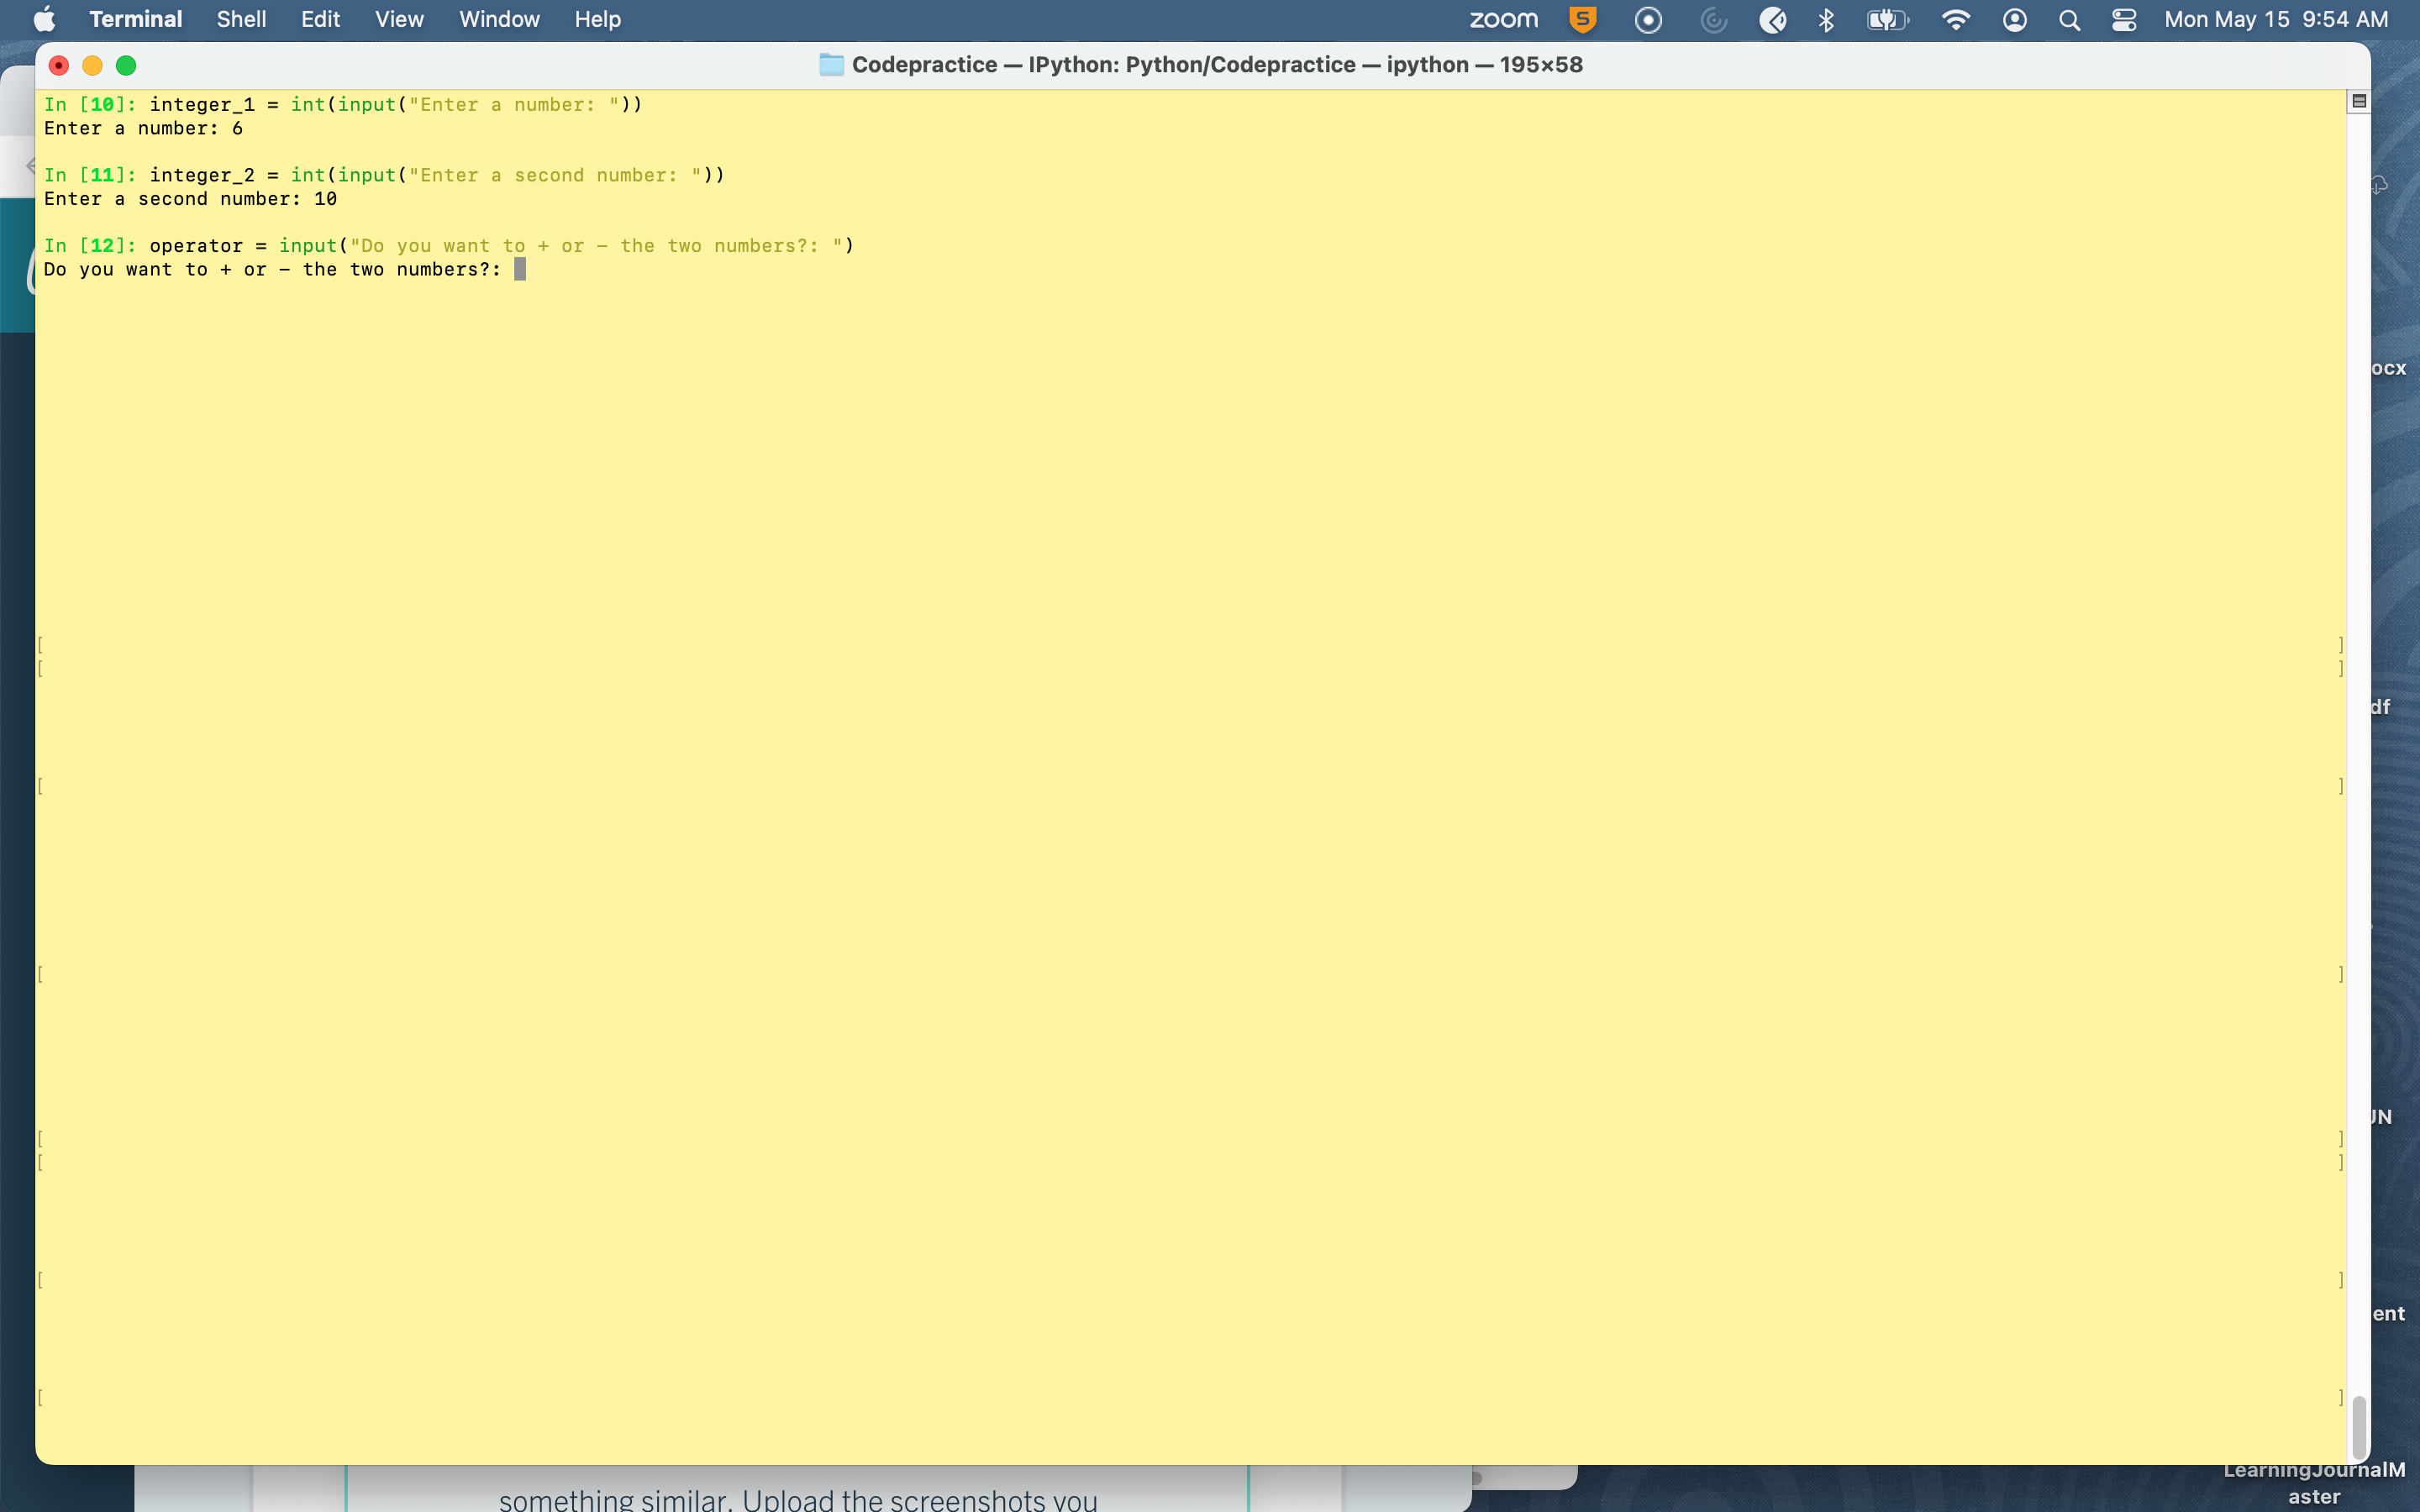 Terminal Shell Edit View Window Help zoom S Mon May 15 9:54 AM
Codepractice — IPython: Python/Codepractice — ipython — 195×58
In [10]: integer_1 = int(input("Enter a number: "))
Enter a number: 6
In [11]: integer_2 = int(input("Enter a second number: "))
Enter a second number: 10
In [12]: operator = input("Do you want to + or - the two numbers?: ")
Do you want to + or - the two numbers?:
ocx
[ ]
[ ]
df
[ ]
[ ]
UN
[ ]
[ ]
[ ]
ent
[ ]
LearningJournalM
aster
something similar. Upload the screenshots you